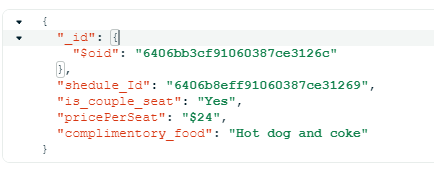 {
"_id": {
"$oid": "6406bb3cf91060387ce3126c"
},
"shedule_Id": "6406b8eff91060387ce31269",
"is_couple_seat": "Yes",
"pricePerSeat": "$24",
"complimentory_food": "Hot dog and coke"
}